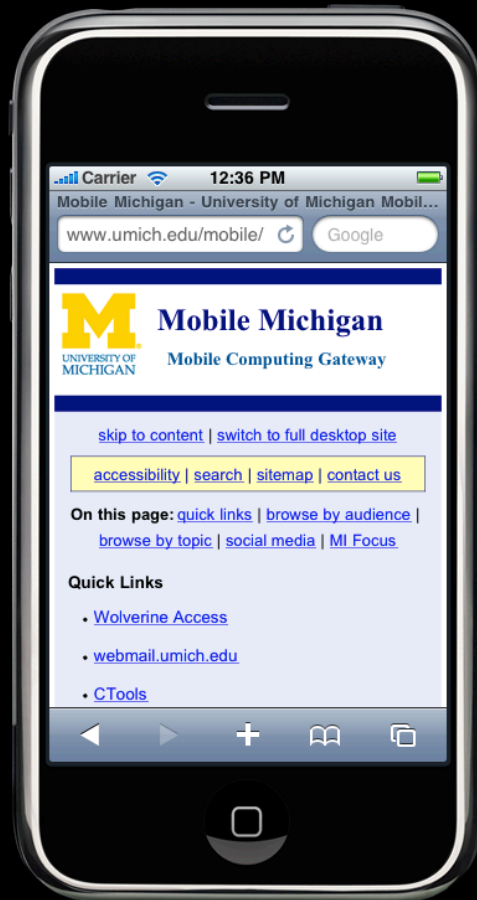 Carrier 12:36 PM
Mobile Michigan - University of Michigan Mobil...
www.umich.edu/mobile/ Google
M
UNIVERSITY OF
MICHIGAN
Mobile Michigan
Mobile Computing Gateway
skip to content | switch to full desktop site
accessibility | search | sitemap | contact us
On this page: quick links | browse by audience |
browse by topic | social media | MI Focus
Quick Links
• Wolverine Access
• webmail.umich.edu
• CTools